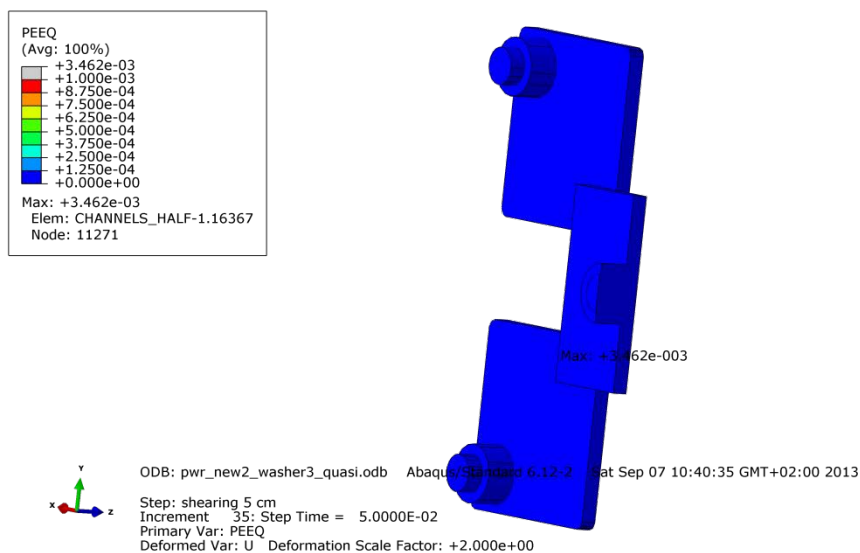 PEEQ
(Avg: 100%)
+3.462e-03
+1.000e-03
+8.750e-04
+7.500e-04
+6.250e-04
+5.000e-04
+3.750e-04
+2.500e-04
+1.250e-04
+0.000e+00
Max: +3.462e-03
Elem: CHANNELS_HALF-1.16367
Node: 11271
Max: +3.462e-003
Y
X
Z
ODB: pwr_new2_washer3_quasi.odb Abaqus/Standard 6.12-2 Sat Sep 07 10:40:35 GMT+02:00 2013
Step: shearing 5 cm
Increment 35: Step Time = 5.0000E-02
Primary Var: PEEQ
Deformed Var: U Deformation Scale Factor: +2.000e+00